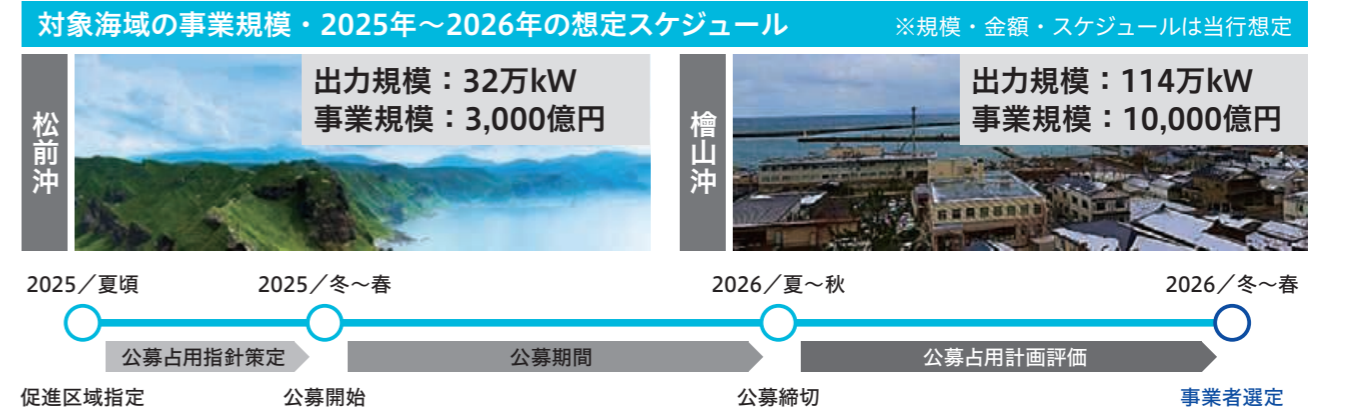 対象海域の事業規模・2025年～2026年の想定スケジュール
※規模・金額・スケジュールは当行想定
松前沖
出力規模：32万kW
事業規模：3,000億円
檜山沖
出力規模：114万kW
事業規模：10,000億円
2025／夏頃
2025／冬～春
2026／夏～秋
2026／冬～春
公募占用指針策定
公募期間
公募占用計画評価
促進区域指定
公募開始
公募締切
事業者選定